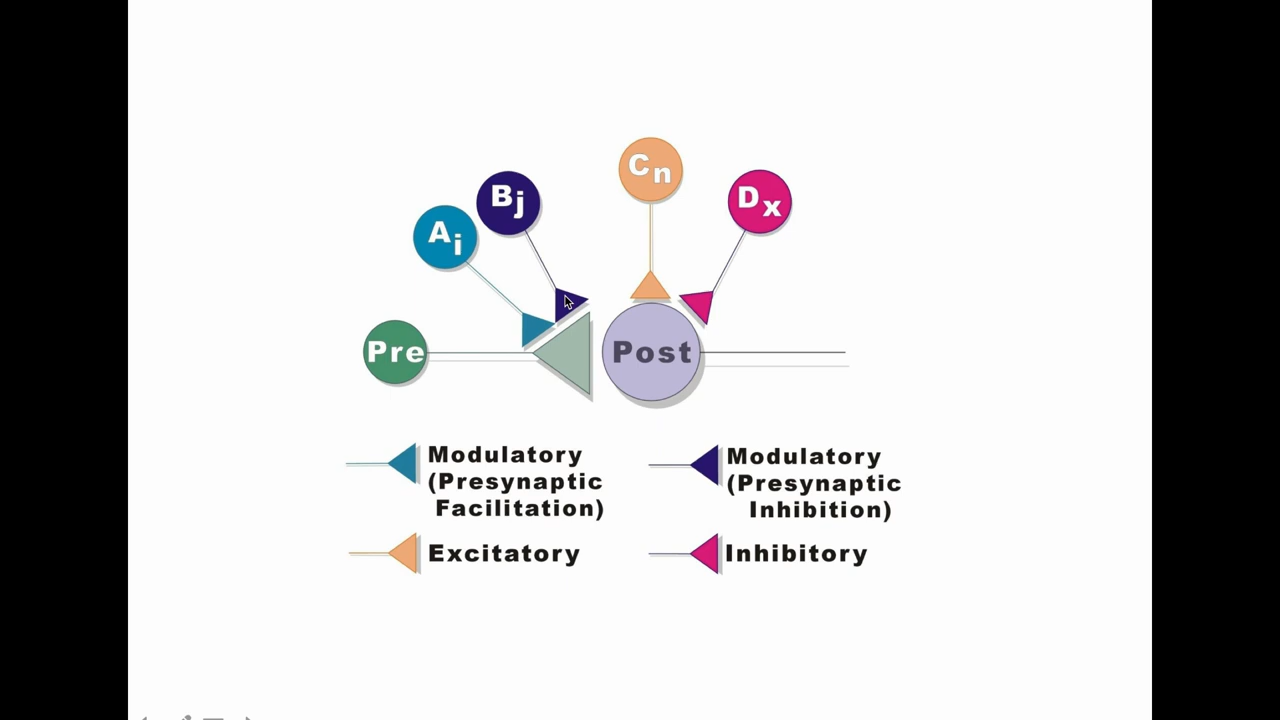 Cn
Bj
Dx
Ai
Pre
Post
Modulatory
(Presynaptic
Facilitation)
Modulatory
(Presynaptic
Inhibition)
Excitatory
Inhibitory